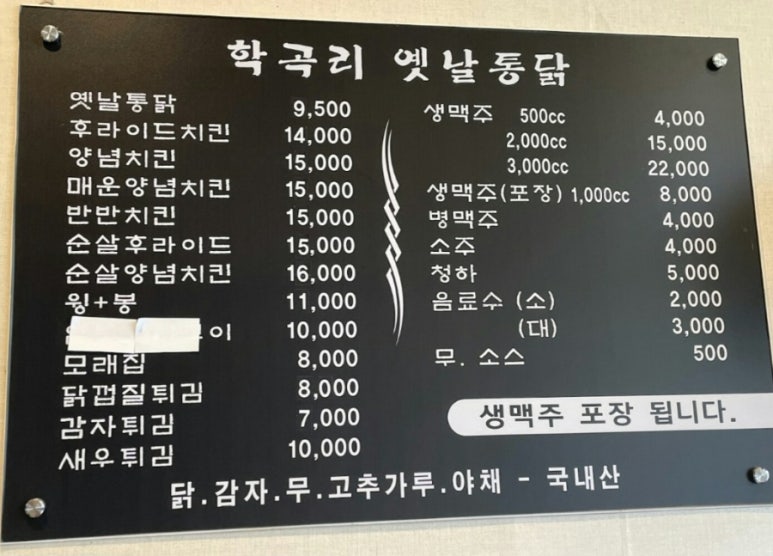 학곡리 옛날통닭
옛날통닭 9,500
후라이드치킨 14,000
양념치킨 15,000
매운양념치킨 15,000
반반치킨 15,000
순살후라이드 15,000
순살양념치킨 16,000
윙+봉 11,000
이 10,000
모래집 8,000
닭껍질튀김 8,000
감자튀김 7,000
새우튀김 10,000
생맥주 500cc 4,000
2,000cc 15,000
3,000cc 22,000
생맥주(포장) 1,000cc 8,000
병맥주 4,000
소주 4,000
청하 5,000
음료수 (소) 2,000
(대) 3,000
무. 소스 500
생맥주 포장 됩니다.
닭.감자.무.고추가루.야채 - 국내산